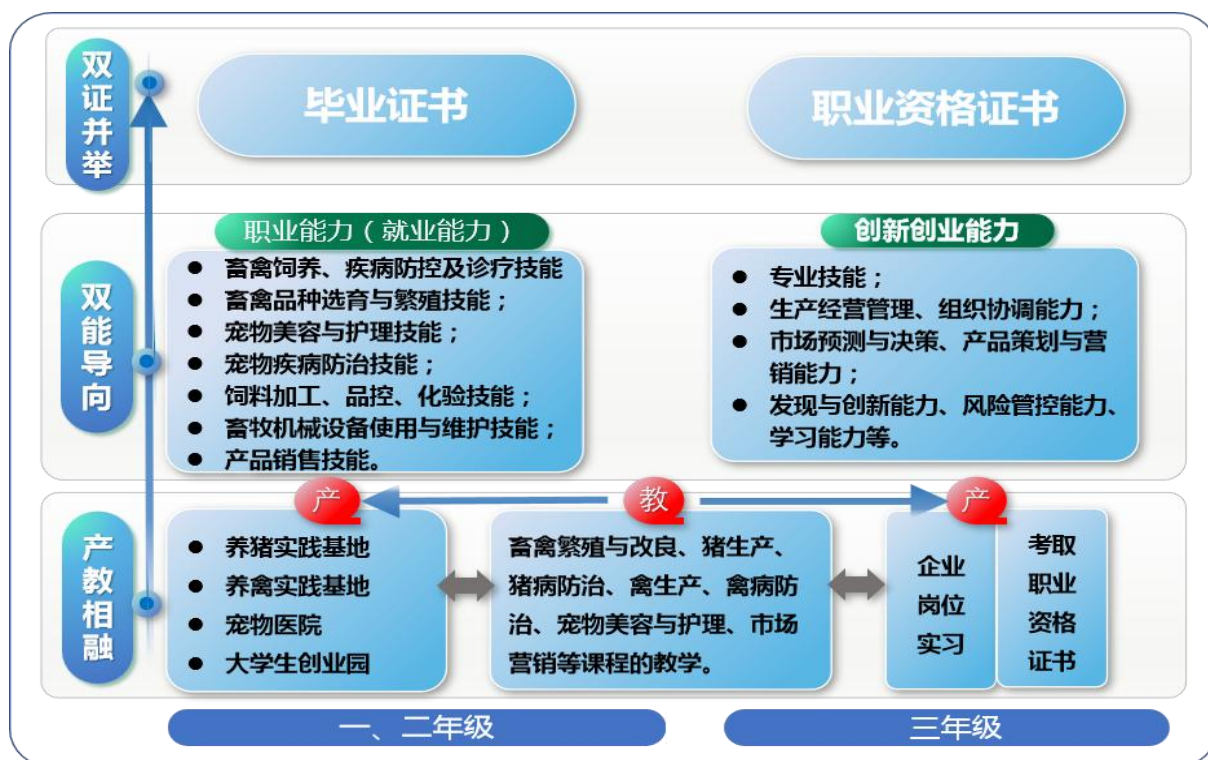 双证并举
毕业证书
职业资格证书
双能导向
职业能力（就业能力）
畜禽饲养、疾病防控及诊疗技能
畜禽品种选育与繁殖技能；
宠物美容与护理技能；
宠物疾病防治技能；
饲料加工、品控、化验技能；
畜牧机械设备使用与维护技能；
产品销售技能。
创新创业能力
专业技能；
生产经营管理、组织协调能力；
市场预测与决策、产品策划与营
销能力；
发现与创新能力、风险管控能力、
学习能力等。
产教相融
产
教
产
养猪实践基地
养禽实践基地
宠物医院
大学生创业园
畜禽繁殖与改良、猪生产、
猪病防治、禽生产、禽病防
治、宠物美容与护理、市场
营销等课程的教学。
企业
岗位
实习
考取
职业
资格
证书
一、二年级
三年级